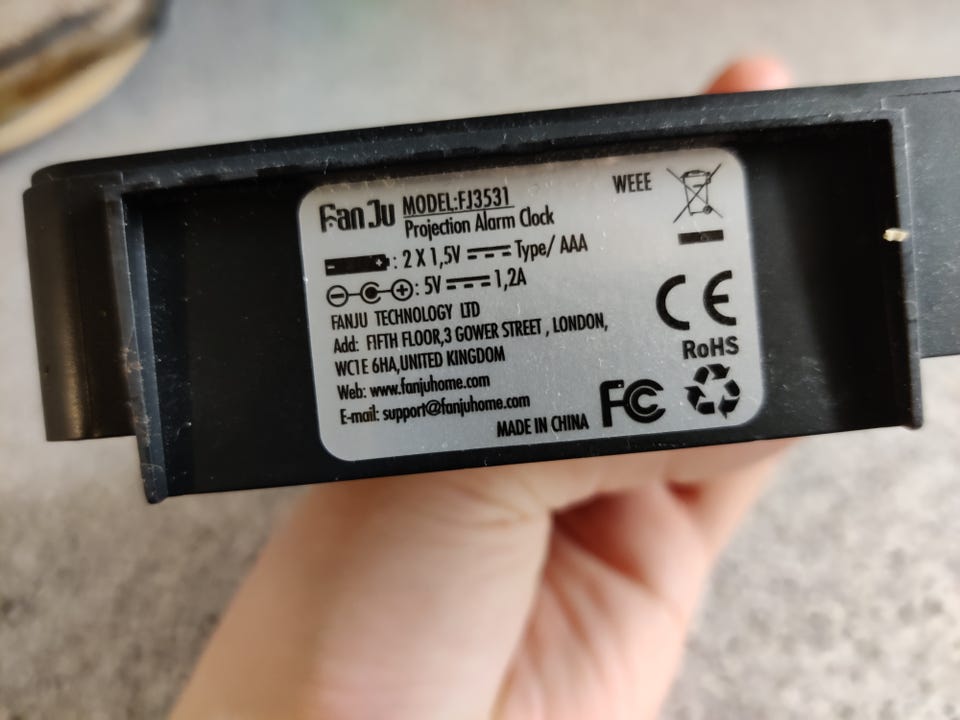 FanJu MODEL:FJ3531
Projection Alarm Clock
WEEE
: 2 X 1,5V Type/ AAA
: 5V 1,2A
FANJU TECHNOLOGY LTD
Add: FIFTH FLOOR,3 GOWER STREET , LONDON,
WC1E 6HA,UNITED KINGDOM
Web: www.fanjuhome.com
E-mail: support@fanjuhome.com
MADE IN CHINA
FC
CE
RoHS